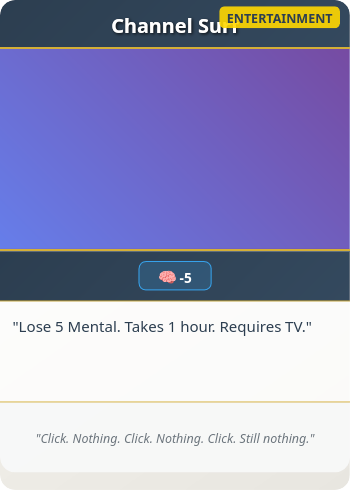 Channel Surf
ENTERTAINMENT
🧠 -5
"Lose 5 Mental. Takes 1 hour. Requires TV."
"Click. Nothing. Click. Nothing. Click. Still nothing."